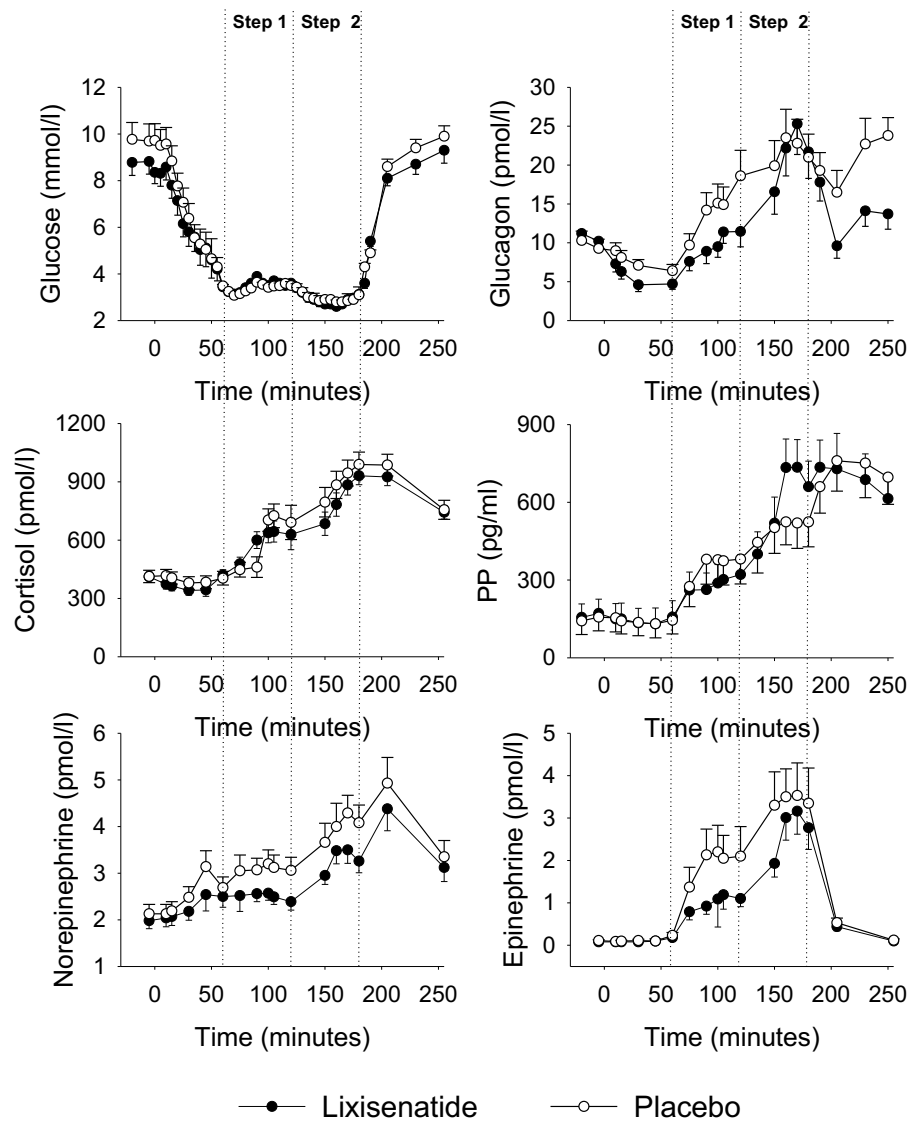 Step 1 Step 2 Step 1 Step 2
Glucose (mmol/l)
12
10
8
6
4
2
0 50 100 150 200 250
Time (minutes)
Glucagon (pmol/l)
30
25
20
15
10
5
0
0 50 100 150 200 250
Time (minutes)
Cortisol (pmol/l)
1200
900
600
300
0
0 50 100 150 200 250
Time (minutes)
PP (pg/ml)
900
600
300
0
0 50 100 150 200 250
Time (minutes)
Norepinephrine (pmol/l)
6
5
4
3
2
1
0 50 100 150 200 250
Time (minutes)
Epinephrine (pmol/l)
5
4
3
2
1
0
0 50 100 150 200 250
Time (minutes)
Lixisenatide Placebo